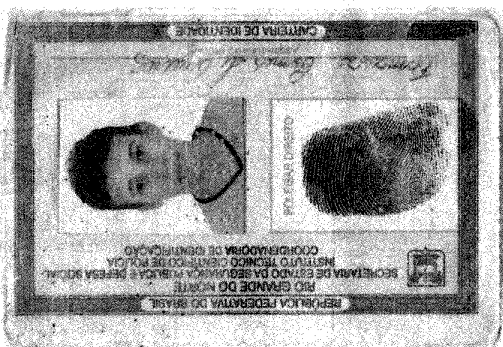 REPÚBLICA FEDERATIVA DO BRASIL
RIO GRANDE DO NORTE
SECRETARIA DE ESTADO DA SEGURANÇA PÚBLICA E DEFESA SOCIAL
INSTITUTO TÉCNICO CIENTÍFICO DE POLÍCIA
COORDENADORIA DE IDENTIFICAÇÃO
POLEGAR DIREITO
CARTEIRA DE IDENTIDADE